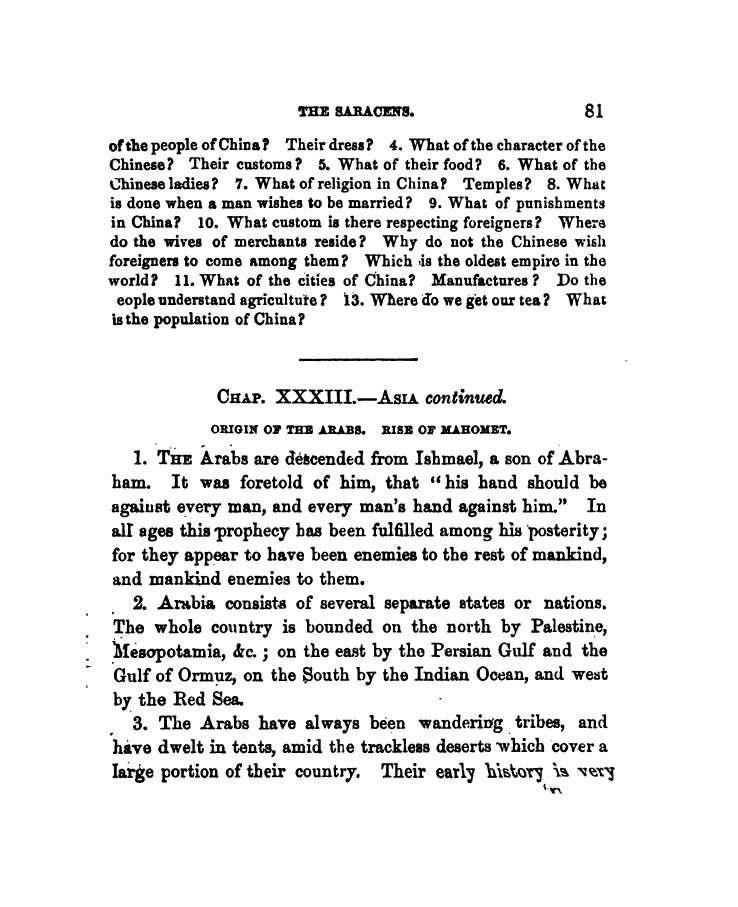 THE SARACENS. 81
of the people of China? Their dress? 4. What of the character of the
Chinese? Their customs? 5. What of their food? 6. What of the
Chinese ladies? 7. What of religion in China? Temples? 8. What
is done when a man wishes to be married? 9. What of punishments
in China? 10. What custom is there respecting foreigners? Where
do the wives of merchants reside? Why do not the Chinese wish
foreigners to come among them? Which is the oldest empire in the
world? 11. What of the cities of China? Manufactures? Do the
eople understand agriculture? 13. Where do we get our tea? What
is the population of China?
CHAP. XXXIII.—ASIA continued.
ORIGIN OF THE ARABS. RISE OF MAHOMET.
1. THE Arabs are descended from Ishmael, a son of Abra-
ham. It was foretold of him, that “his hand should be
against every man, and every man's hand against him.” In
all ages this prophecy has been fulfilled among his posterity;
for they appear to have been enemies to the rest of mankind,
and mankind enemies to them.
2. Arabia consists of several separate states or nations.
The whole country is bounded on the north by Palestine,
Mesopotamia, &c.; on the east by the Persian Gulf and the
Gulf of Ormuz, on the South by the Indian Ocean, and west
by the Red Sea.
3. The Arabs have always been wandering tribes, and
have dwelt in tents, amid the trackless deserts which cover a
large portion of their country. Their early history is very